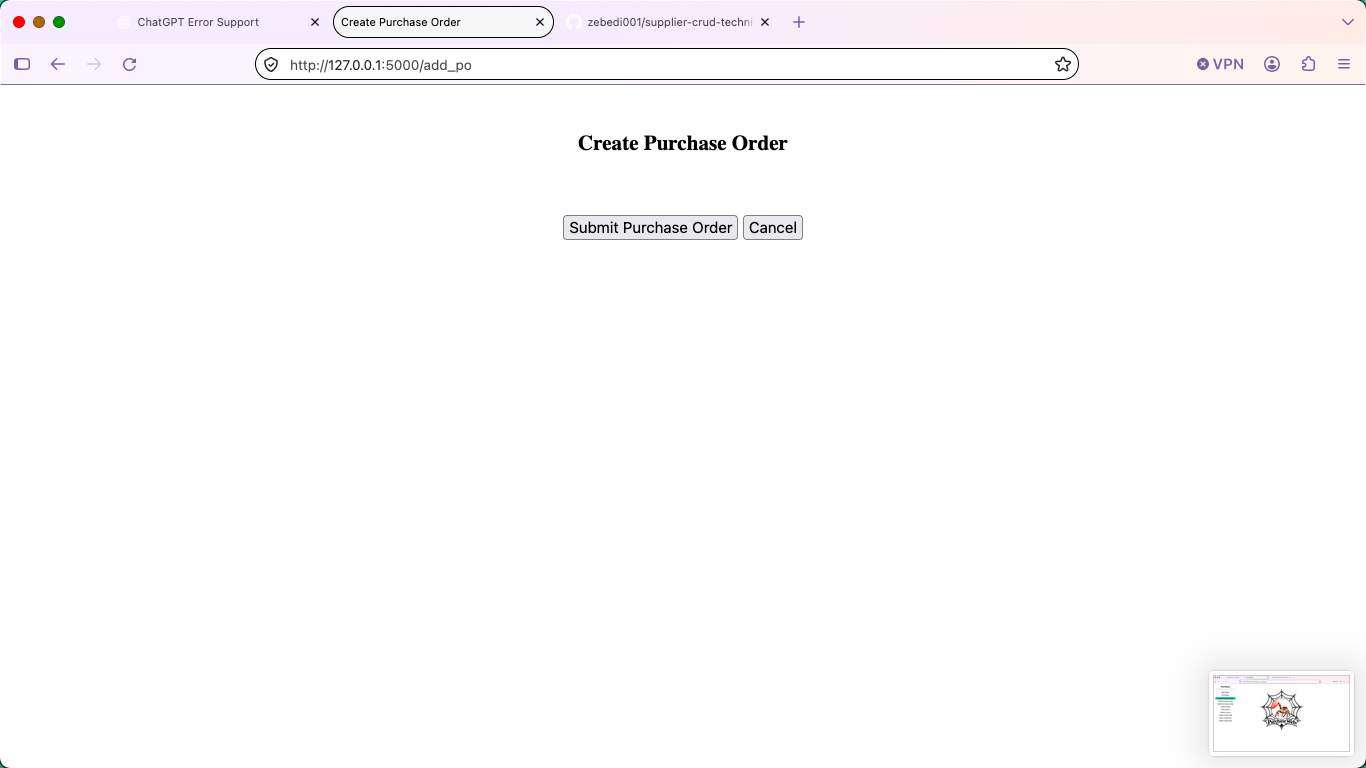 ChatGPT Error Support
Create Purchase Order
zebedi001/supplier-crud-techni
http://127.0.0.1:5000/add_po
VPN
Create Purchase Order
Submit Purchase Order
Cancel